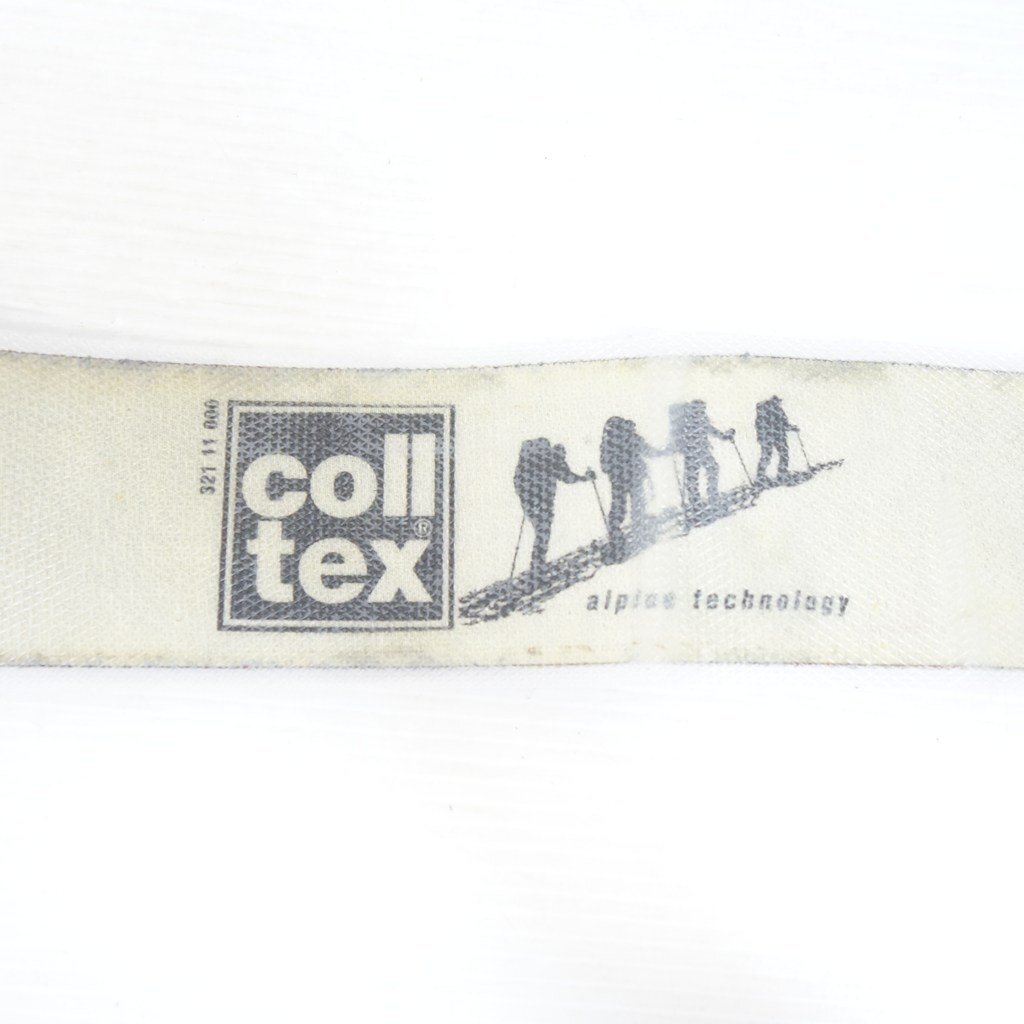 321 11 000
coll
tex®
alpine technology